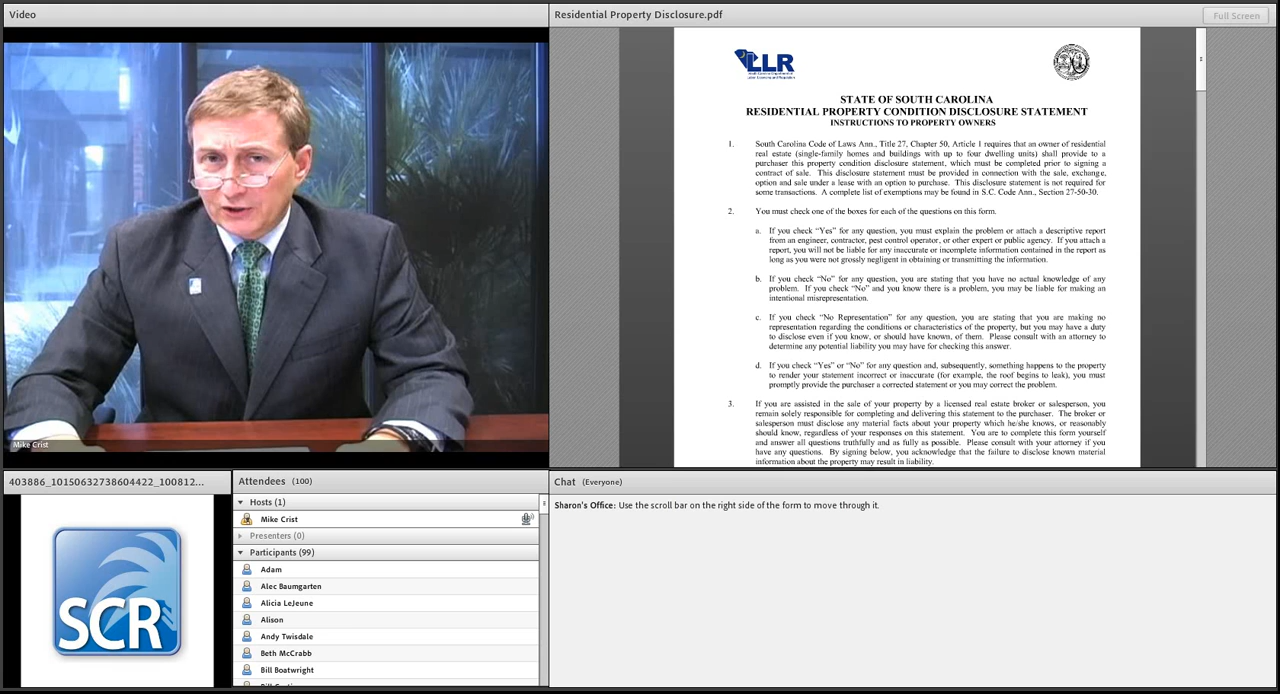 Video
Mike Crist
Residential Property Disclosure.pdf
Full Screen
LLR
STATE OF SOUTH CAROLINA
RESIDENTIAL PROPERTY CONDITION DISCLOSURE STATEMENT
INSTRUCTIONS TO PROPERTY OWNERS
1. South Carolina Code of Laws Ann., Title 27, Chapter 50, Article 1 requires that an owner of residential
real estate (single-family homes and buildings with up to four dwelling units) shall provide to a
purchaser this property condition disclosure statement, which must be completed prior to signing a
contract of sale. This disclosure statement must be provided in connection with the sale, exchange,
option and sale under a lease with an option to purchase. This disclosure statement is not required for
some transactions. A complete list of exemptions may be found in S.C. Code Ann., Section 27-50-30.
2. You must check one of the boxes for each of the questions on this form.
a. If you check “Yes” for any question, you must explain the problem or attach a descriptive report
from an engineer, contractor, pest control operator, or other expert or public agency. If you attach a
report, you will not be liable for any inaccurate or incomplete information contained in the report as
long as you were not grossly negligent in obtaining or transmitting the information.
b. If you check “No” for any question, you are stating that you have no actual knowledge of any
problem. If you check “No” and you know there is a problem, you may be liable for making an
intentional misrepresentation.
c. If you check “No Representation” for any question, you are stating that you are making no
representation regarding the conditions or characteristics of the property, but you may have a duty
to disclose even if you know, or should have known, of them. Please consult with an attorney to
determine any potential liability you may have for checking this answer.
d. If you check “Yes” or “No” for any question and, subsequently, something happens to the property
to render your statement incorrect or inaccurate (for example, the roof begins to leak), you must
promptly provide the purchaser a corrected statement or you may correct the problem.
3. If you are assisted in the sale of your property by a licensed real estate broker or salesperson, you
remain solely responsible for completing and delivering this statement to the purchaser. The broker or
salesperson must disclose any material facts about your property which he/she knows, or reasonably
should know, regardless of your responses on this statement. You are to complete this form yourself
and answer all questions truthfully and as fully as possible. Please consult with your attorney if you
have any questions. By signing below, you acknowledge that the failure to disclose known material
information about the property may result in liability.
403886_10150632738604422_100812...
SCR
Attendees (100)
Hosts (1)
Mike Crist
Presenters (0)
Participants (99)
Adam
Alec Baumgarten
Alicia LeJeune
Alison
Andy Twisdale
Beth McCrabb
Bill Boatwright
Chat (Everyone)
Sharon's Office: Use the scroll bar on the right side of the form to move through it.